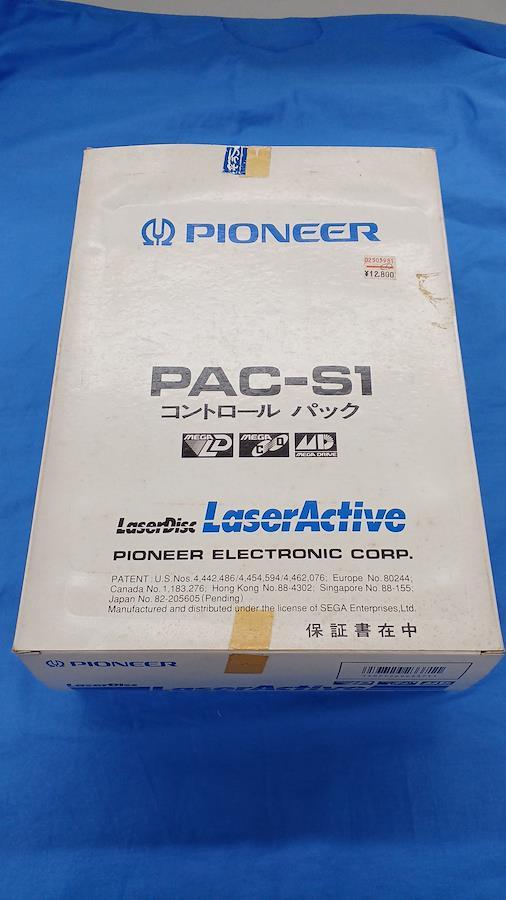 PIONEER
02505981
¥12,800
PAC-S1
コントロール パック
MEGA LD MEGA CD MD MEGA DRIVE
LaserDisc LaserActive
PIONEER ELECTRONIC CORP.
PATENT: U.S. Nos. 4,442,486/4,454,594/4,462,076; Europe No. 80244;
Canada No. 1,183,276; Hong Kong No. 88-4302; Singapore No. 88-155;
Japan No. 82-205605 (Pending)
Manufactured and distributed under the license of SEGA Enterprises, Ltd.
保証書在中
PIONEER
LaserDisc LaserActive